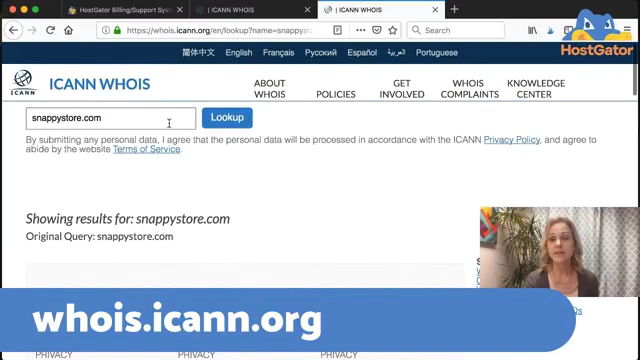 HostGator Billing/Support Syst
| ICANN WHOIS
| ICANN WHOIS
https://whois.icann.org/en/lookup?name=snappysto
Search
HostGator
简体中文 English Français Русский Español العربية Portuguese
ICANN
ICANN WHOIS
ABOUT WHOIS
POLICIES
GET INVOLVED
WHOIS COMPLAINTS
KNOWLEDGE CENTER
snappystore.com
Lookup
By submitting any personal data, I agree that the personal data will be processed in accordance with the ICANN Privacy Policy, and agree to
abide by the website Terms of Service.
Showing results for: snappystore.com
Original Query: snappystore.com
whois.icann.org
PRIVACY PRIVACY PRIVACY